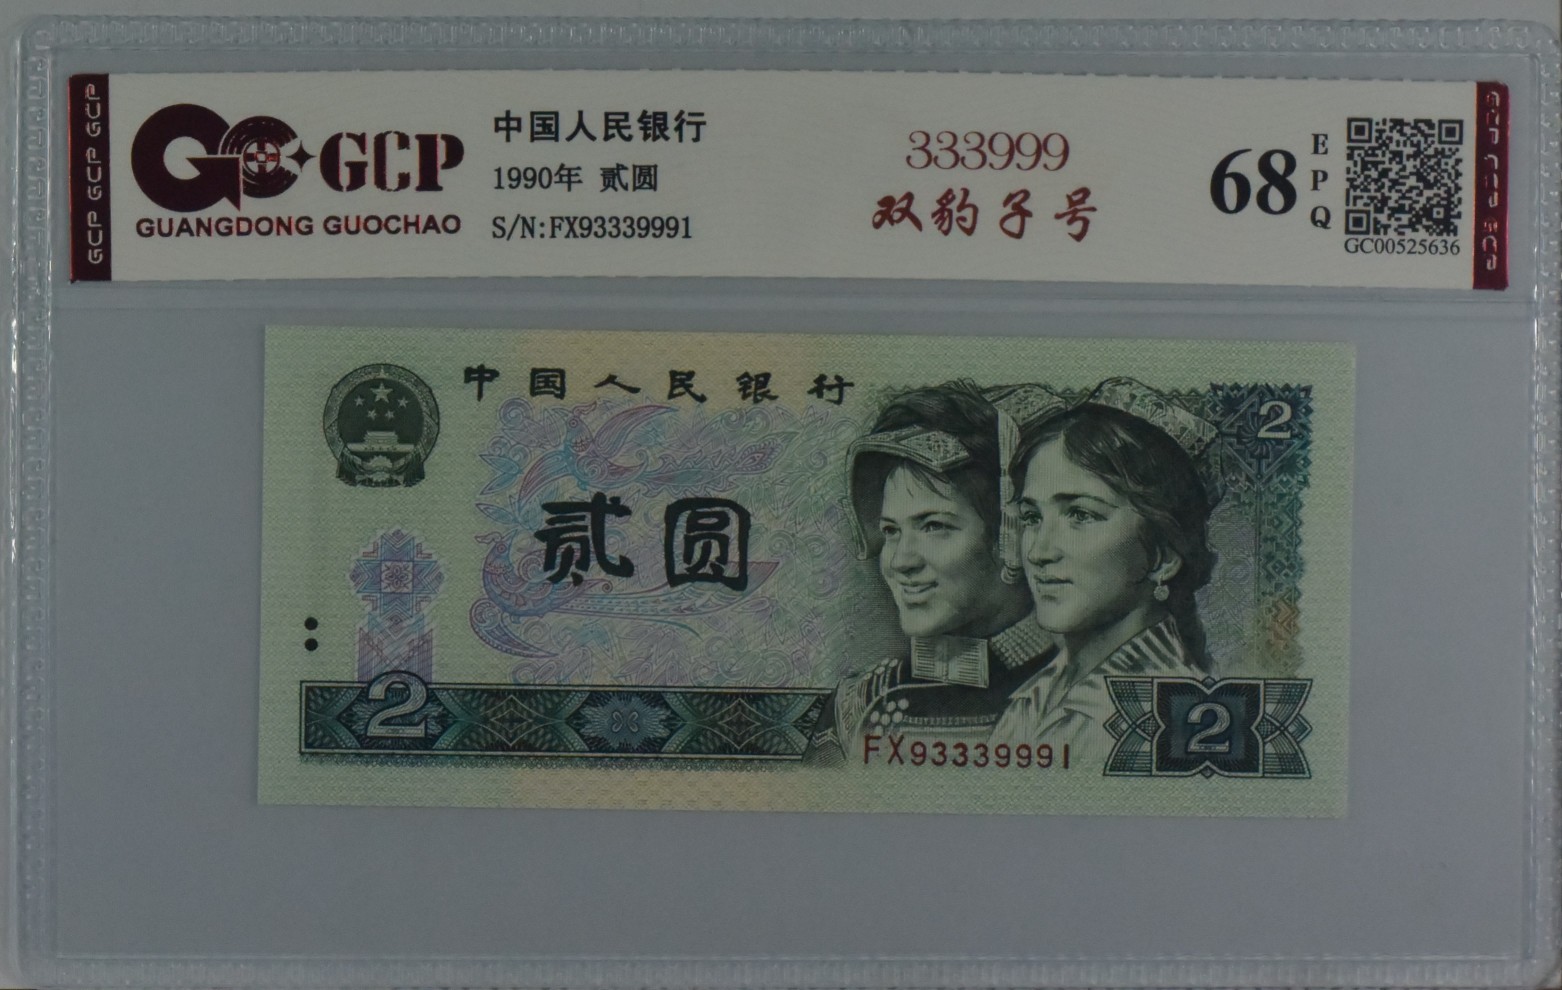 GCP GCP GCP
GCP
GUANGDONG GUOCHAO
中国人民银行
1990年 贰圆
S/N:FX93339991
333999
双豹子号
68
EPQ
GC00525636
中国人民银行
2
贰圆
2
FX93339991
2